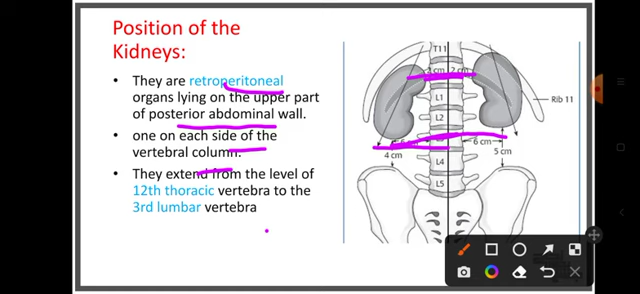 Position of the
Kidneys:
• They are retroperitoneal
organs lying on the upper part
of posterior abdominal wall.
• one on each side of the
vertebral column.
• They extend from the level of
12th thoracic vertebra to the
3rd lumbar vertebra
T11
cm 2 cm
L1
Rib 11
L2
6 cm
4 cm
5 cm
L4
L5